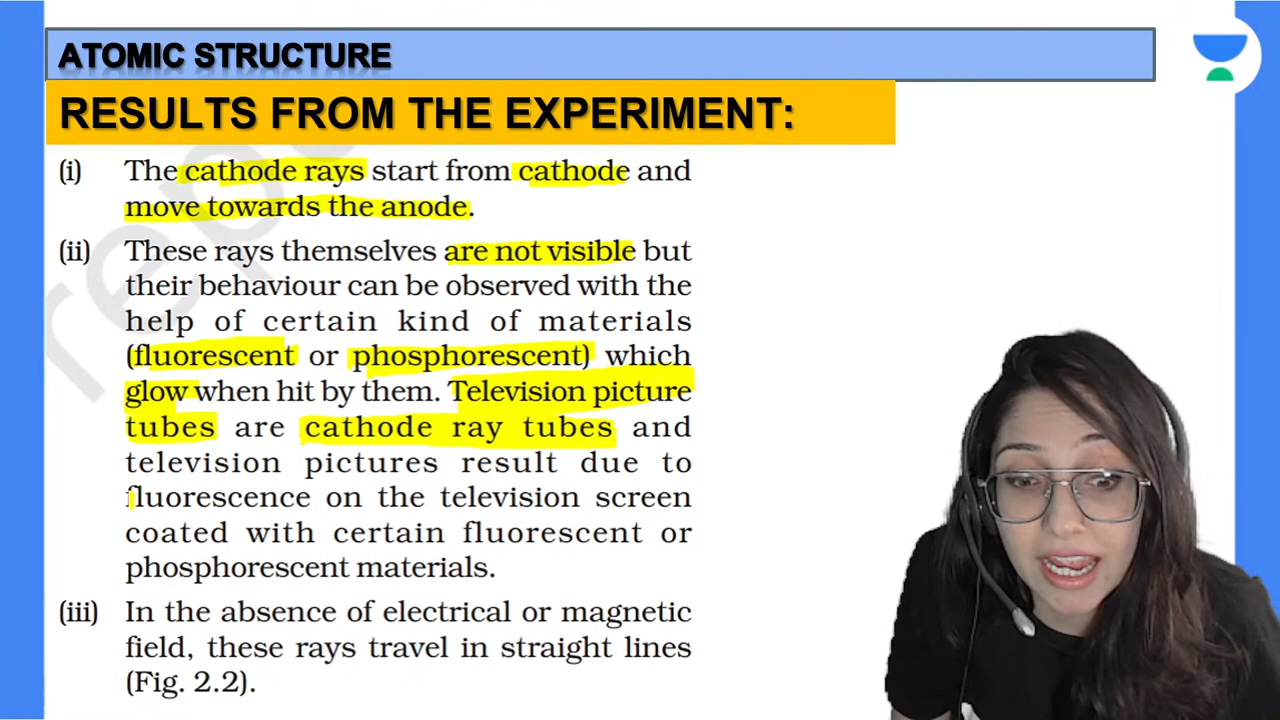 ATOMIC STRUCTURE
RESULTS FROM THE EXPERIMENT:
(i) The cathode rays start from cathode and
move towards the anode.
(ii) These rays themselves are not visible but
their behaviour can be observed with the
help of certain kind of materials
(fluorescent or phosphorescent) which
glow when hit by them. Television picture
tubes are cathode ray tubes and
television pictures result due to
fluorescence on the television screen
coated with certain fluorescent or
phosphorescent materials.
(iii) In the absence of electrical or magnetic
field, these rays travel in straight lines
(Fig. 2.2).